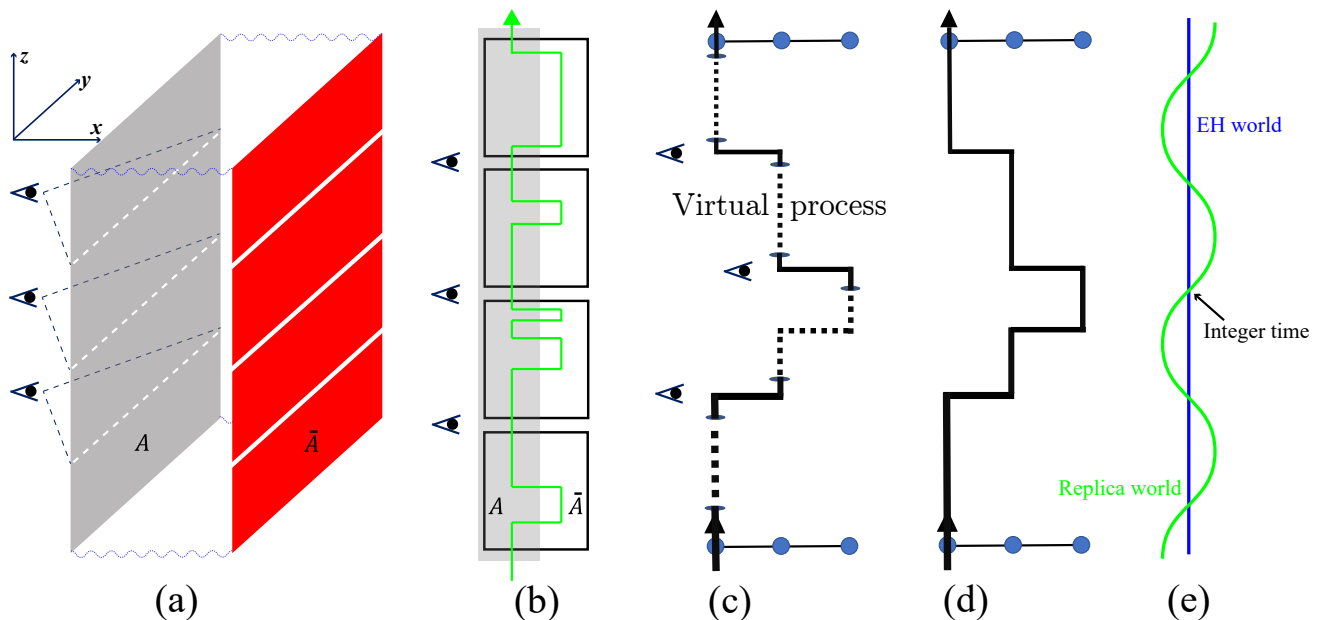 z
y
x
A
Ā
(a)
A
Ā
(b)
Virtual process
(c)
(d)
EH world
Integer time
Replica world
(e)